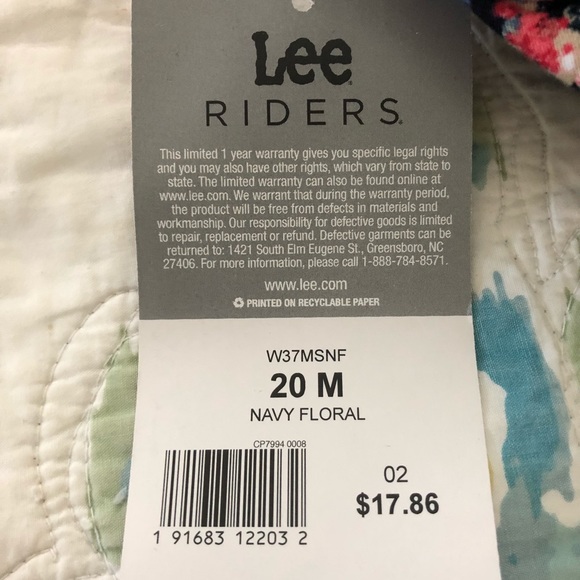 Lee
RIDERS
This limited 1 year warranty gives you specific legal rights
and you may also have other rights, which vary from state to
state. The limited warranty can also be found online at
www.lee.com. We warrant that during the warranty period,
the product will be free from defects in materials and
workmanship. Our responsibility for defective goods is limited
to repair, replacement or refund. Defective garments can be
returned to: 1421 South Elm Eugene St., Greensboro, NC
27406. For more information, please call 1-888-784-8571.
www.lee.com
PRINTED ON RECYCLABLE PAPER
W37MSNF
20 M
NAVY FLORAL
CP7994 0008
02
$17.86
1 91683 12203 2